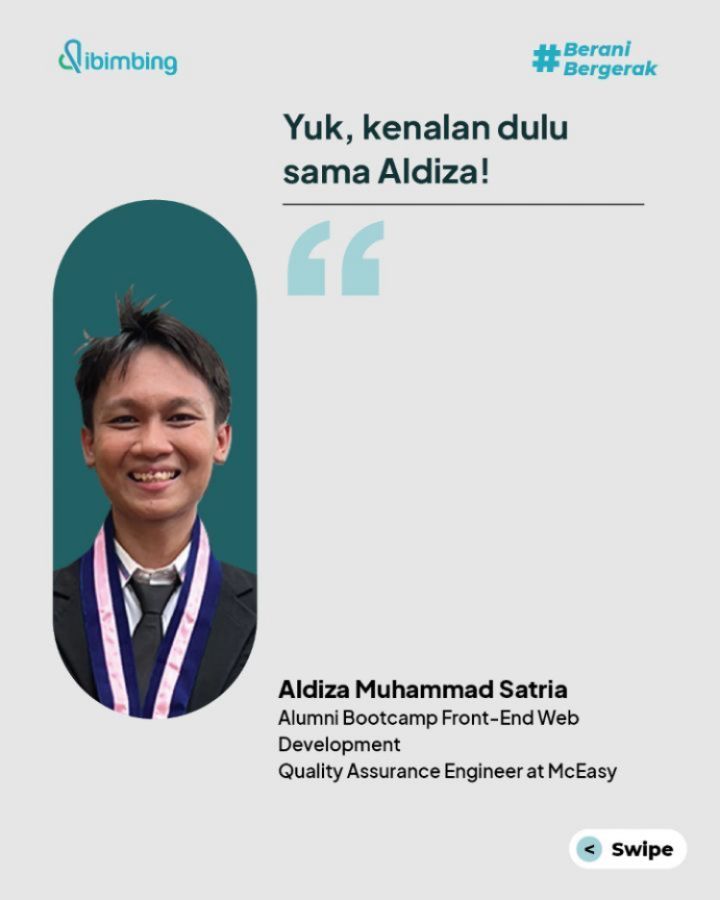 dibimbing
#Berani
Bergerak
Yuk, kenalan dulu
sama Aldiza!
Aldiza Muhammad Satria
Alumni Bootcamp Front-End Web
Development
Quality Assurance Engineer at McEasy
< Swipe